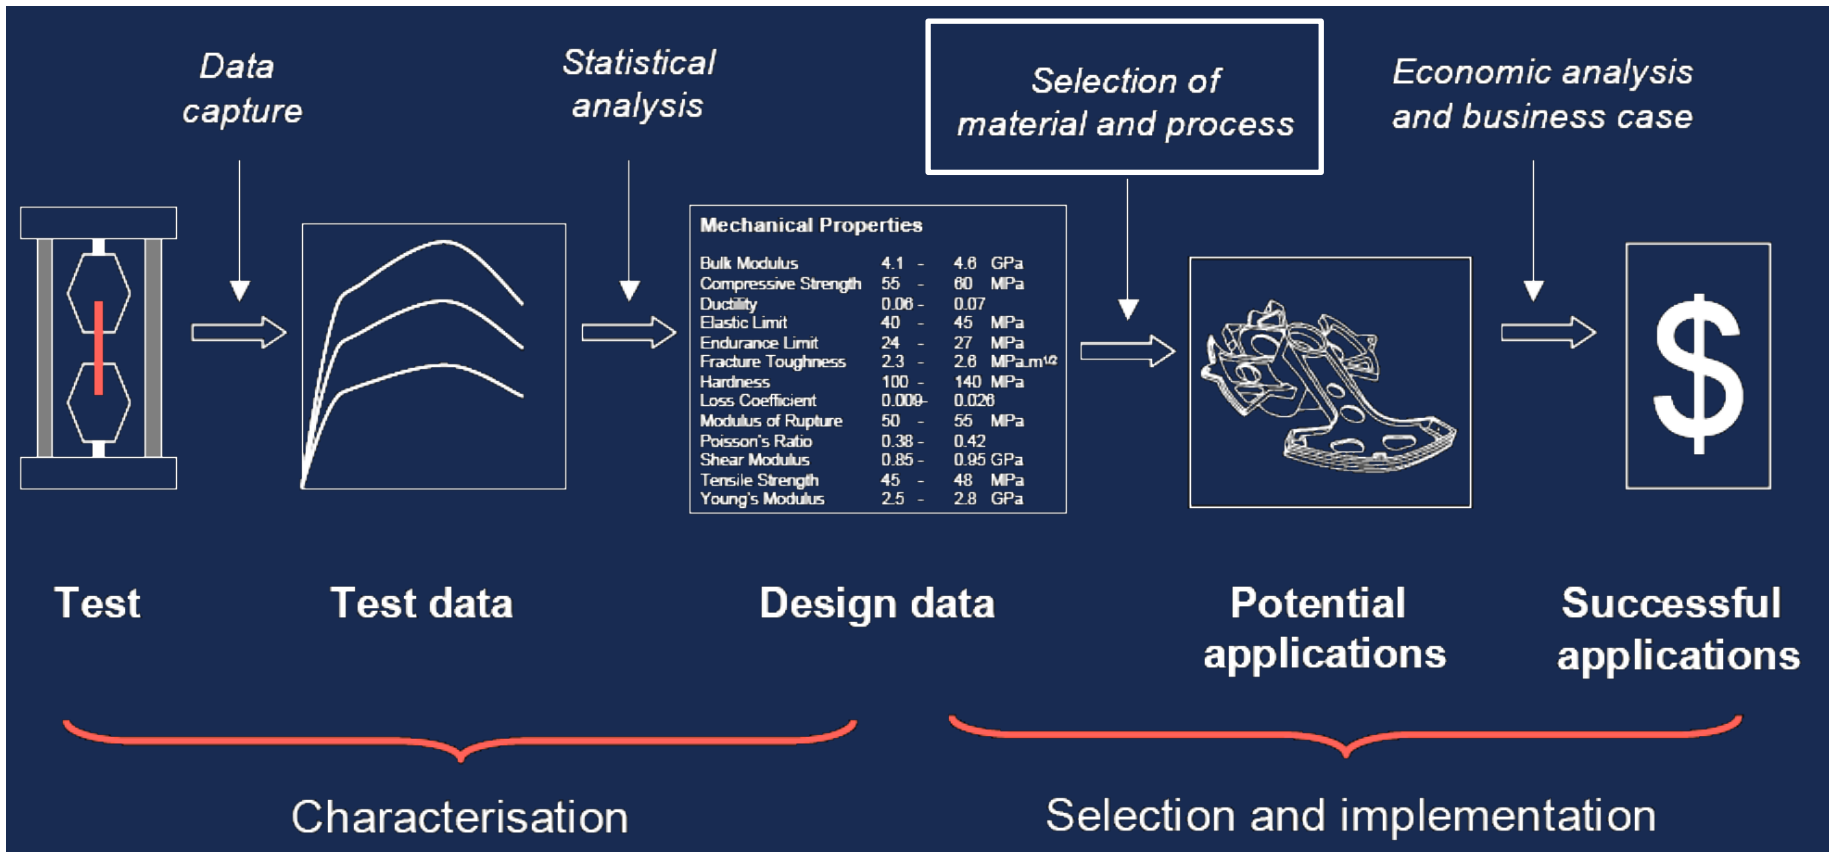 Data
capture
Statistical
analysis
Selection of
material and process
Economic analysis
and business case
Mechanical Properties
Bulk Modulus 4.1 - 4.6 GPa
Compressive Strength 55 - 60 MPa
Ductility 0.06 - 0.07
Elastic Limit 40 - 45 MPa
Endurance Limit 24 - 27 MPa
Fracture Toughness 2.3 - 2.6 MPa.m1/2
Hardness 100 - 140 MPa
Loss Coefficient 0.009- 0.026
Modulus of Rupture 50 - 55 MPa
Poisson's Ratio 0.38 - 0.42
Shear Modulus 0.85 - 0.95 GPa
Tensile Strength 45 - 48 MPa
Young's Modulus 2.5 - 2.8 GPa
$
Test
Test data
Design data
Potential
applications
Successful
applications
Characterisation
Selection and implementation